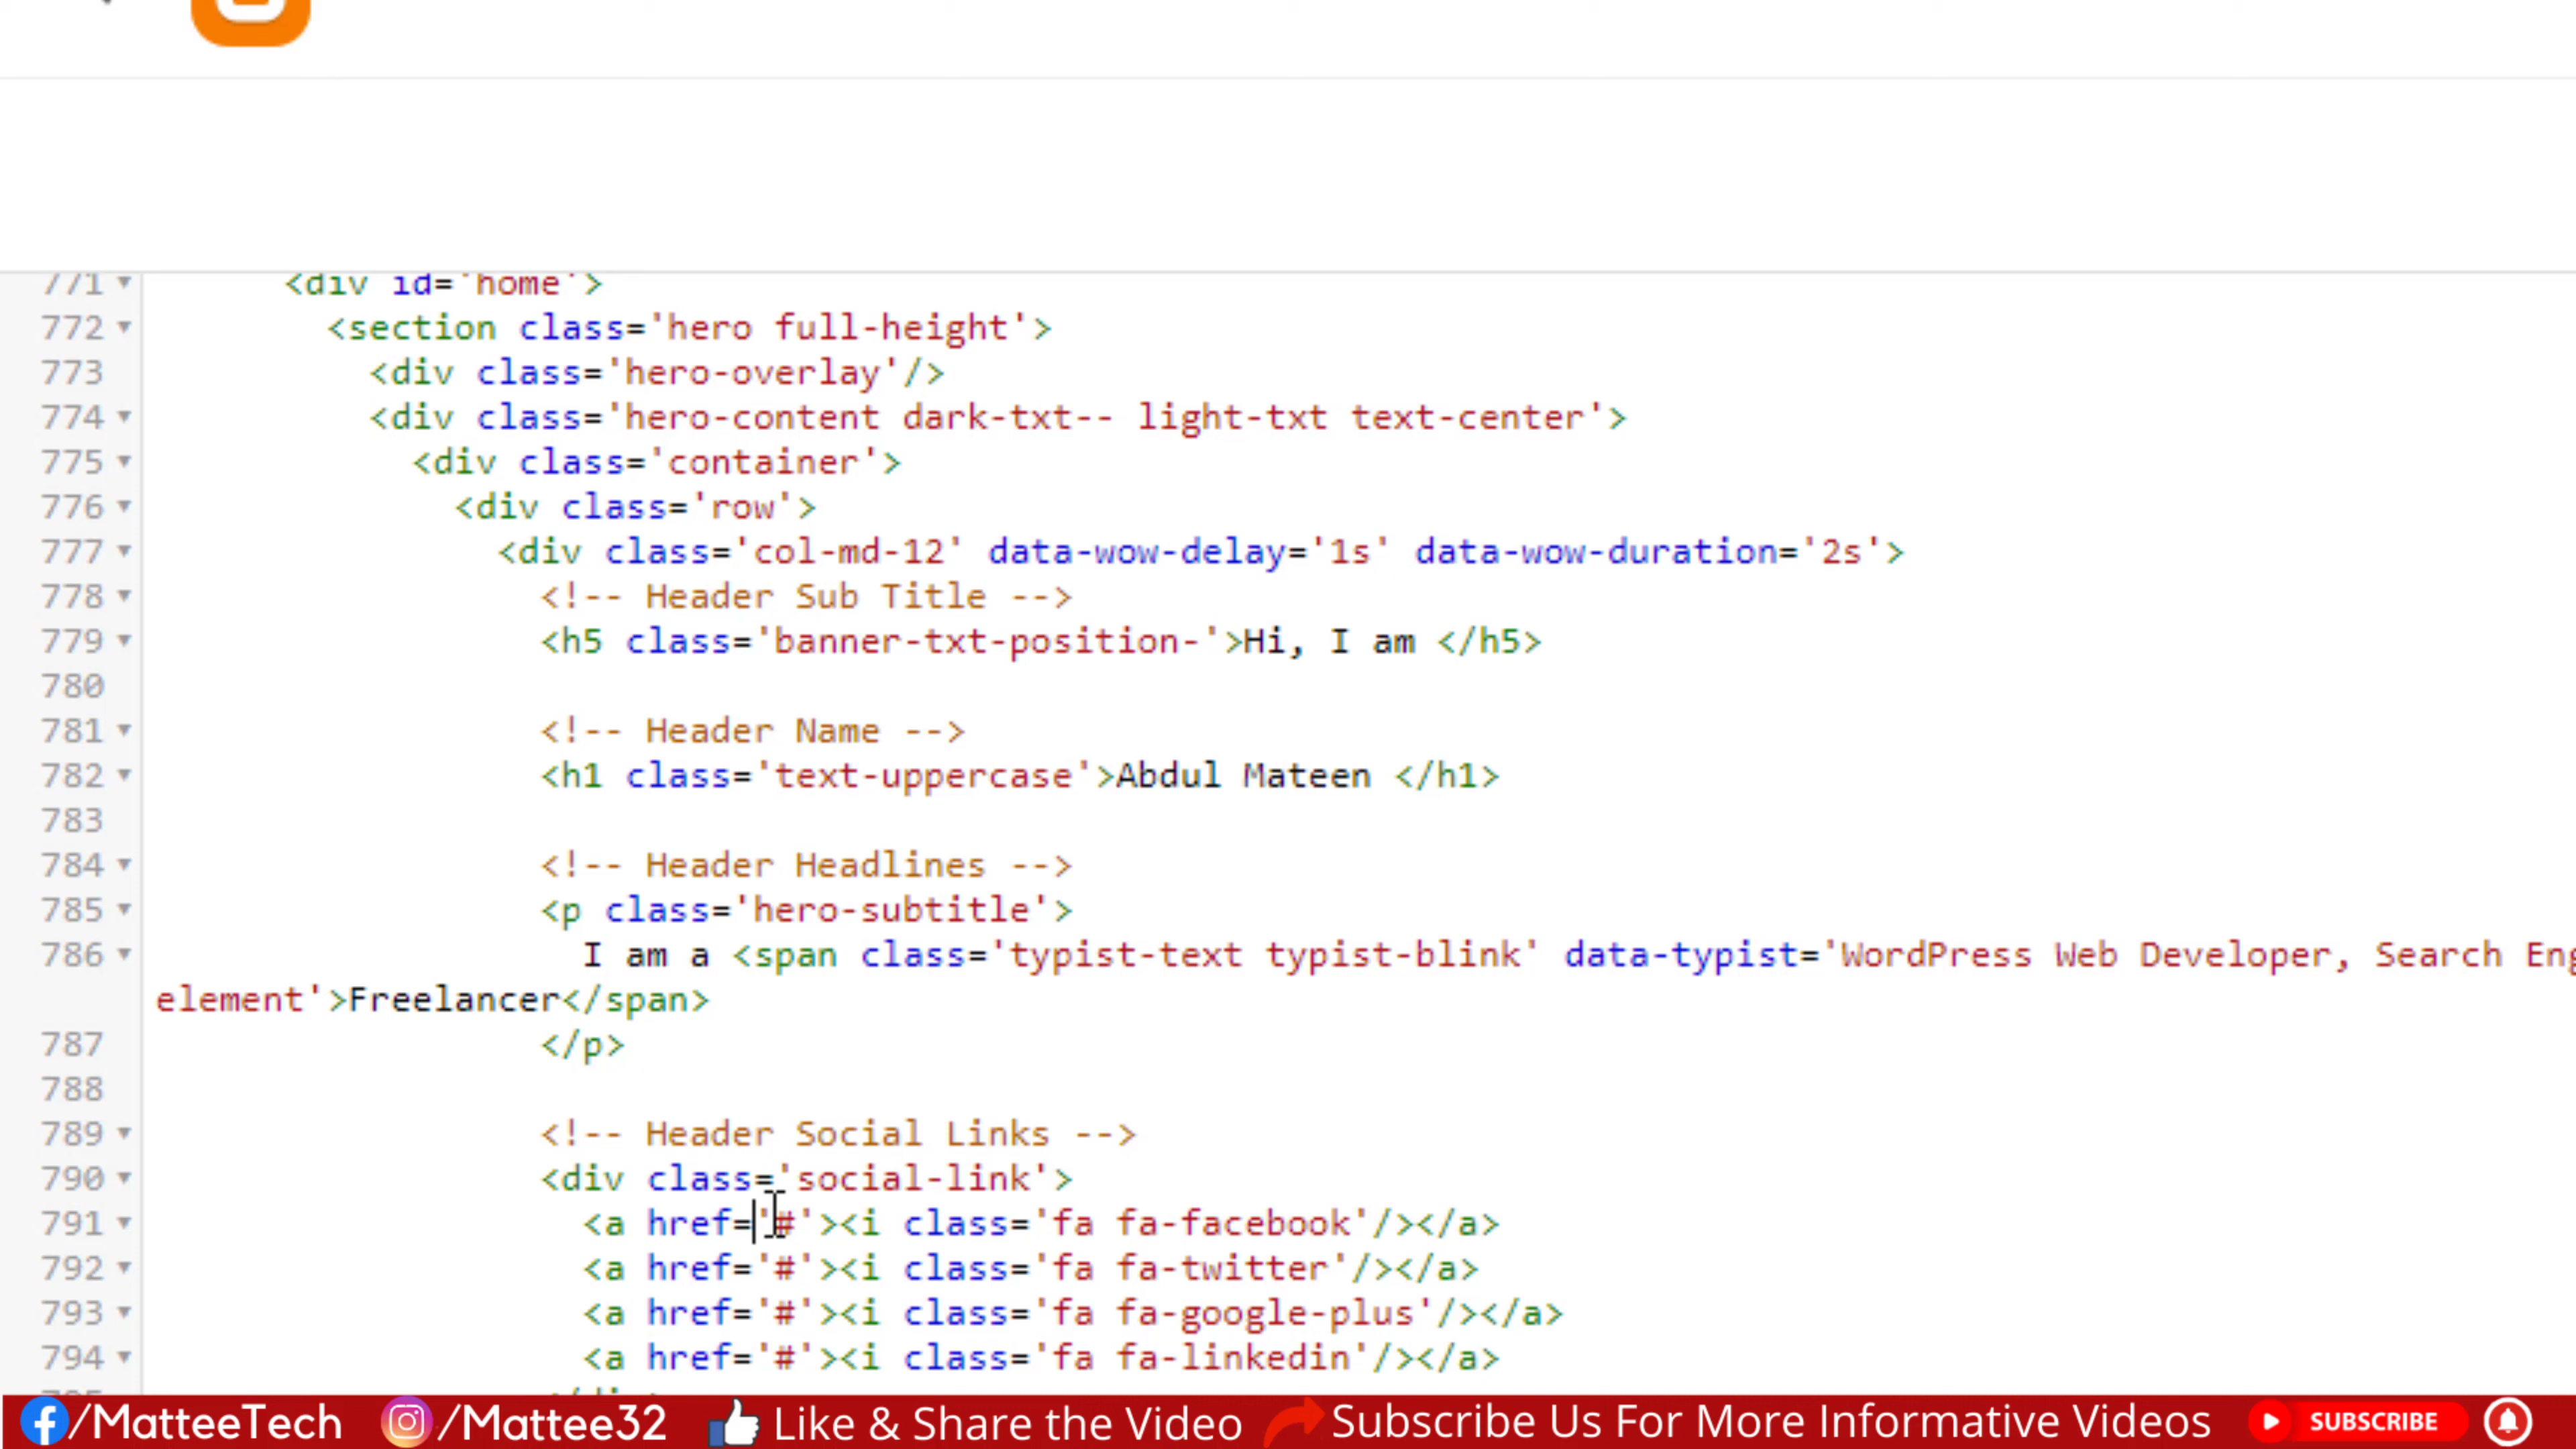 771 <div id='home'>
772 <section class='hero full-height'>
773 <div class='hero-overlay'/>
774 <div class='hero-content dark-txt-- light-txt text-center'>
775 <div class='container'>
776 <div class='row'>
777 <div class='col-md-12' data-wow-delay='1s' data-wow-duration='2s'>
778 <!-- Header Sub Title -->
779 <h5 class='banner-txt-position-'>Hi, I am </h5>
780
781 <!-- Header Name -->
782 <h1 class='text-uppercase'>Abdul Mateen </h1>
783
784 <!-- Header Headlines -->
785 <p class='hero-subtitle'>
786 I am a <span class='typist-text typist-blink' data-typist='WordPress Web Developer, Search Eng
element'>Freelancer</span>
787 </p>
788
789 <!-- Header Social Links -->
790 <div class='social-link'>
791 <a href='#'><i class='fa fa-facebook'/></a>
792 <a href='#'><i class='fa fa-twitter'/></a>
793 <a href='#'><i class='fa fa-google-plus'/></a>
794 <a href='#'><i class='fa fa-linkedin'/></a>
/MatteeTech /Mattee32 Like & Share the Video Subscribe Us For More Informative Videos SUBSCRIBE